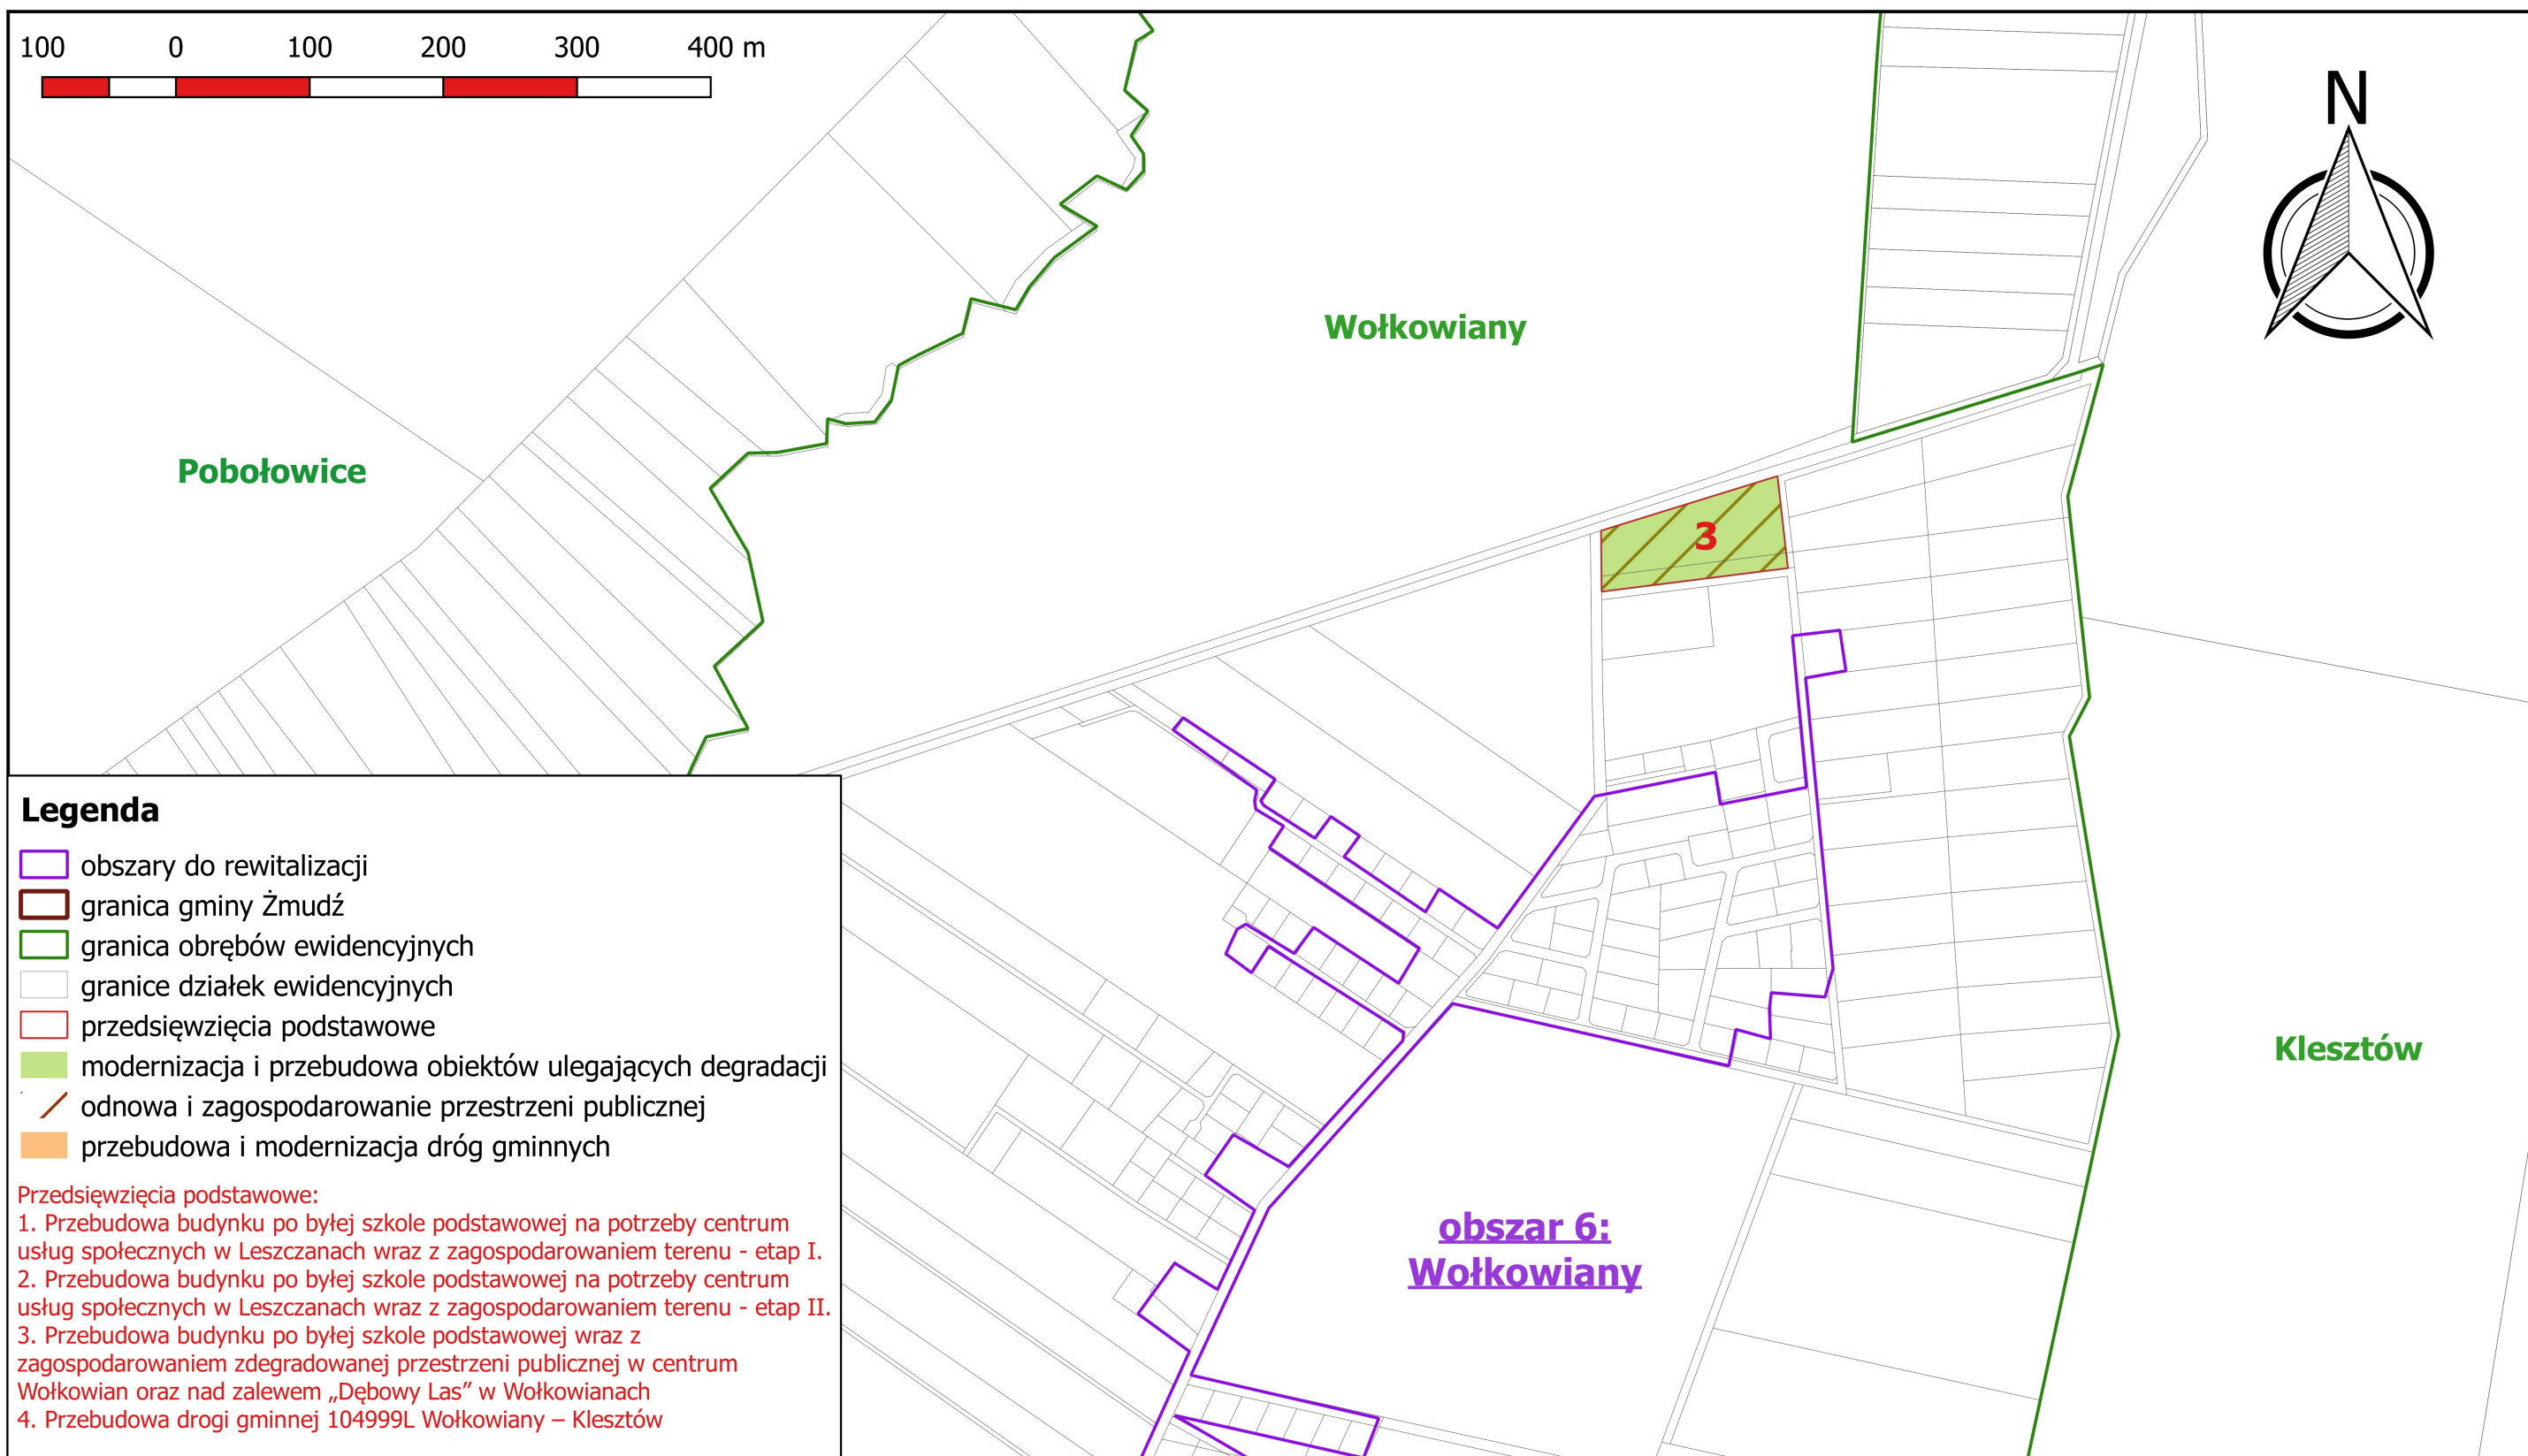 100 0 100 200 300 400 m
N
Wołkowiany
Pobołowice
3
Klesztów
obszar 6:
Wołkowiany
Legenda
obszary do rewitalizacji
granica gminy Żmudź
granica obrębów ewidencyjnych
granice działek ewidencyjnych
przedsięwzięcia podstawowe
modernizacja i przebudowa obiektów ulegających degradacji
odnowa i zagospodarowanie przestrzeni publicznej
przebudowa i modernizacja dróg gminnych
Przedsięwzięcia podstawowe:
1. Przebudowa budynku po byłej szkole podstawowej na potrzeby centrum
usług społecznych w Leszczanach wraz z zagospodarowaniem terenu - etap I.
2. Przebudowa budynku po byłej szkole podstawowej na potrzeby centrum
usług społecznych w Leszczanach wraz z zagospodarowaniem terenu - etap II.
3. Przebudowa budynku po byłej szkole podstawowej wraz z
zagospodarowaniem zdegradowanej przestrzeni publicznej w centrum
Wołkowian oraz nad zalewem „Dębowy Las” w Wołkowianach
4. Przebudowa drogi gminnej 104999L Wołkowiany – Klesztów